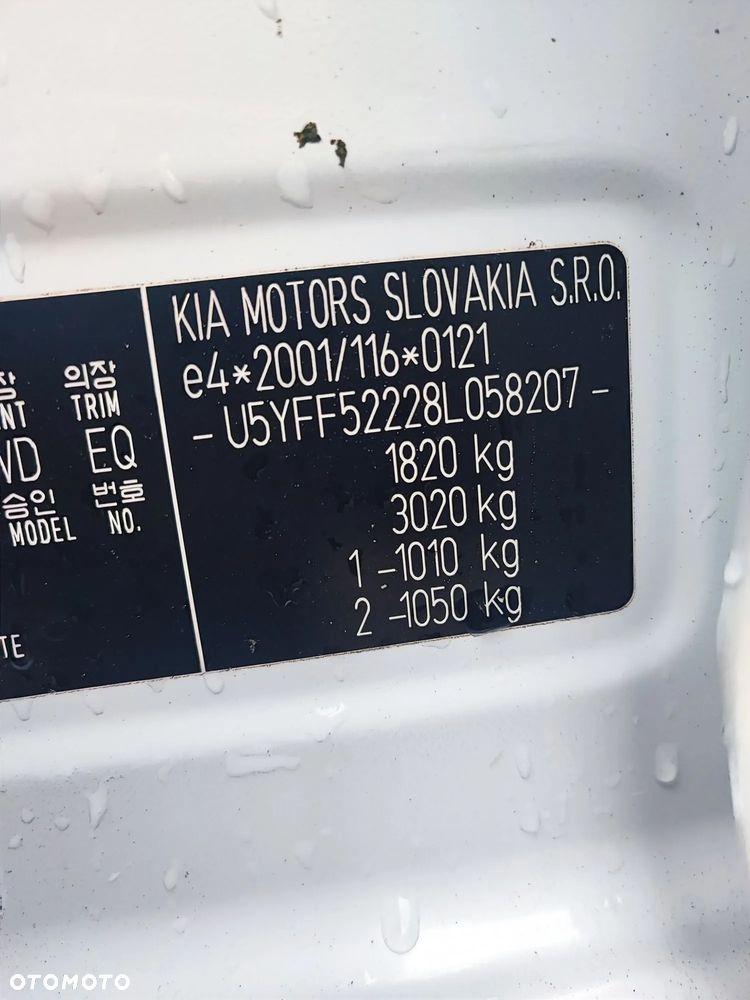 KIA MOTORS SLOVAKIA S.R.O.
e4*2001/116*0121
- U5YFF52228L058207 -
1820 kg
3020 kg
1 -1010 kg
2 -1050 kg
장 의장
NT TRIM
WD EQ
승인 번호
MODEL NO.
TE
OTOMOTO